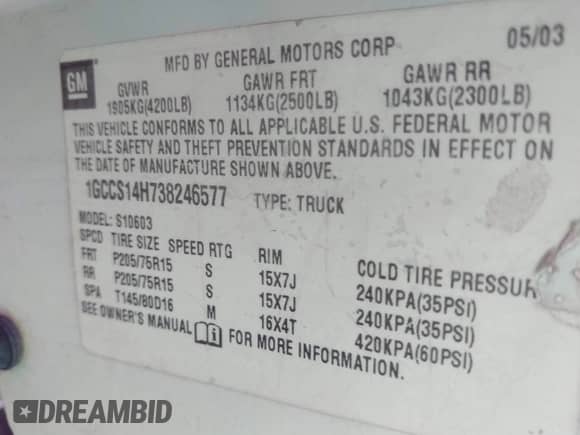 GM
MFD BY GENERAL MOTORS CORP 05/03
GVWR GAWR FRT GAWR RR
1905KG(4200LB) 1134KG(2500LB) 1043KG(2300LB)
THIS VEHICLE CONFORMS TO ALL APPLICABLE U.S. FEDERAL MOTOR
VEHICLE SAFETY AND THEFT PREVENTION STANDARDS IN EFFECT ON
THE DATE OF MANUFACTURE SHOWN ABOVE.
1GCCS14H738246577 TYPE: TRUCK
MODEL: S10603
SPCD TIRE SIZE SPEED RTG RIM COLD TIRE PRESSUR
FRT P205/75R15 S 15X7J 240KPA(35PSI)
RR P205/75R15 S 15X7J 240KPA(35PSI)
SPA T145/80D16 M 16X4T 420KPA(60PSI)
SEE OWNER'S MANUAL FOR MORE INFORMATION.
DREAMBID